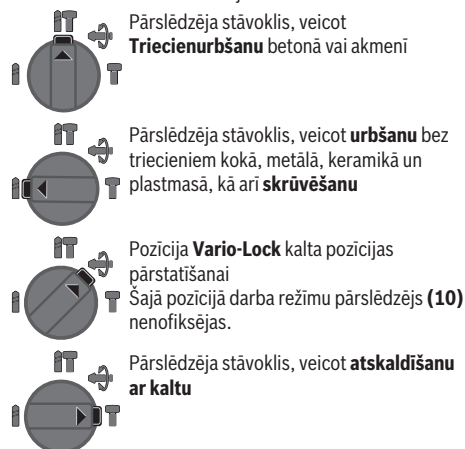 Pārslēdzēja stāvoklis, veicot
Triecienurbšanu betonā vai akmenī
Pārslēdzēja stāvoklis, veicot urbšanu bez
triecieniem kokā, metālā, keramikā un
plastmasā, kā arī skrūvēšanu
Pozīcija Vario-Lock kalta pozīcijas
pārstatīšanai
Šajā pozīcijā darba režīmu pārslēdzējs (10)
nenofiksējas.
Pārslēdzēja stāvoklis, veicot atskaldīšanu
ar kaltu